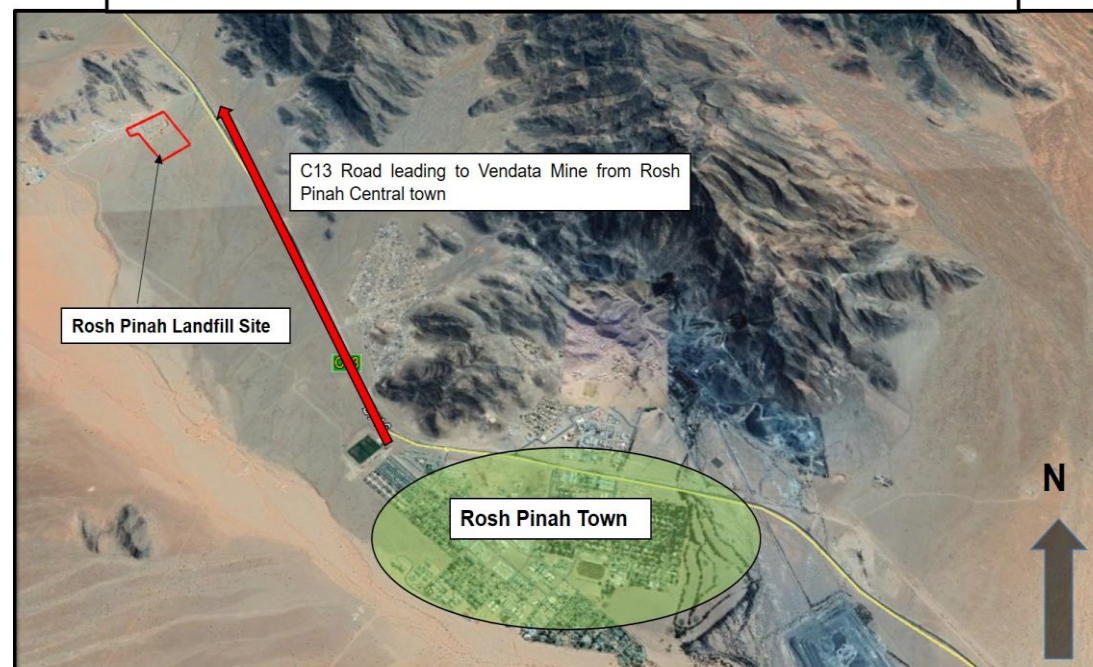 C13 Road leading to Vendata Mine from Rosh
Pinah Central town
Rosh Pinah Landfill Site
Rosh Pinah Town
N